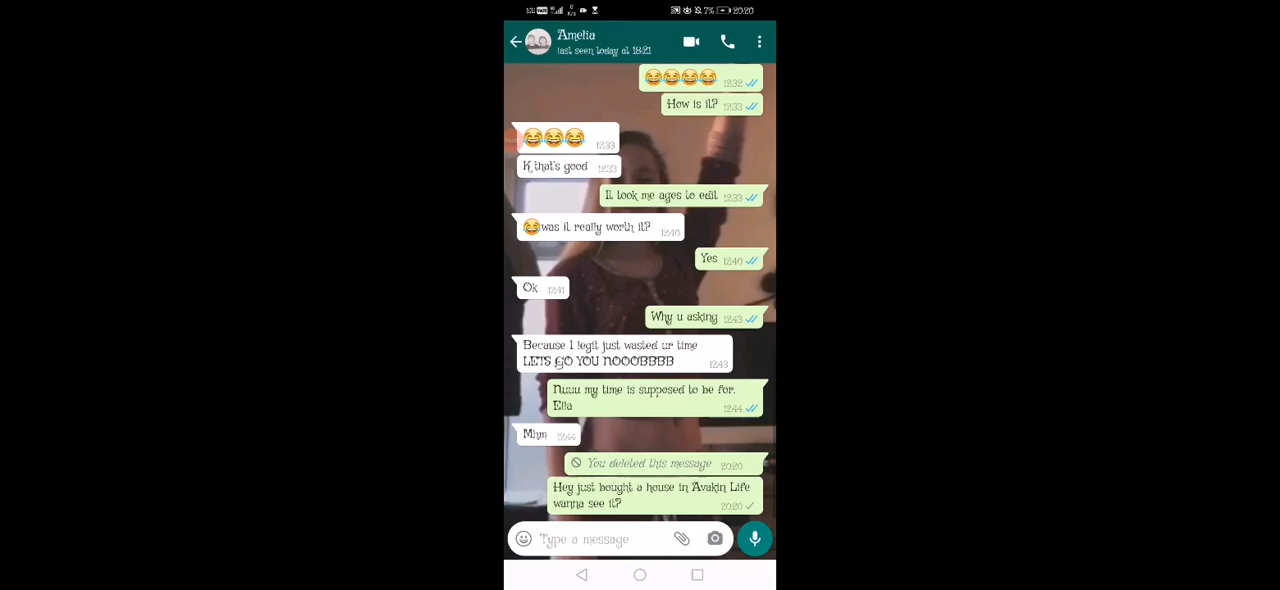 7% 20:20
Amelia
last seen today at 18:21
😂😂😂😂 12:32
How is it? 12:33
😂😂😂 12:33
K that's good 12:33
It took me ages to edit 12:33
😂was it really worth it? 12:40
Yes 12:40
Ok 12:41
Why u asking 12:43
Because I legit just wasted ur time
LETS GO YOU NOOOBBBB 12:43
Nuuu my time is supposed to be for
Ella 12:44
Mhm 12:44
You deleted this message 20:20
Hey just bought a house in Avakin Life
wanna see it? 20:20
Type a message